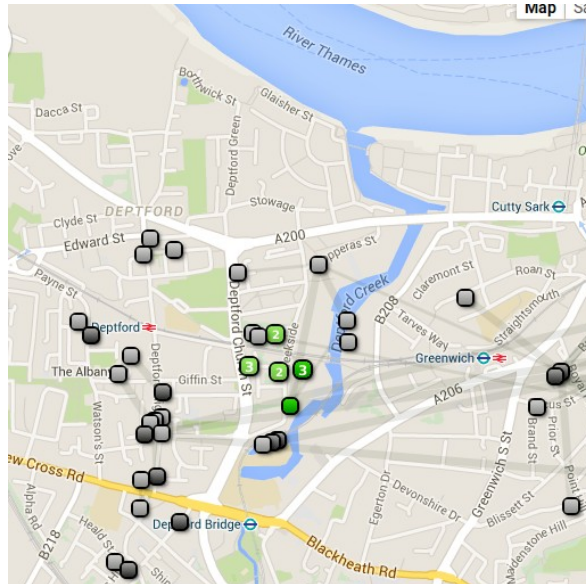 Map
River Thames
Borthwick St
Glaisher St
Dacca St
Deptford Green
DEPTFORD
Stowage
Cutty Sark
Clyde St
Edward St
A200
Copperas St
Claremont St
Roan St
Payne St
Deptford Creek
B208
Straightsmouth
Deptford
Deptford Church St
2
Creekside
Tarves Way
Greenwich
The Albany
3
2
3
Giffin St
A206
Watson's St
Brand St
Prior St
Greenwich S St
New Cross Rd
Egerton Dr
Devonshire Dr
Blissett St
Point
Alpha Rd
B218
Heald St
Deptford Bridge
Blackheath Rd
Maidenstone Hill